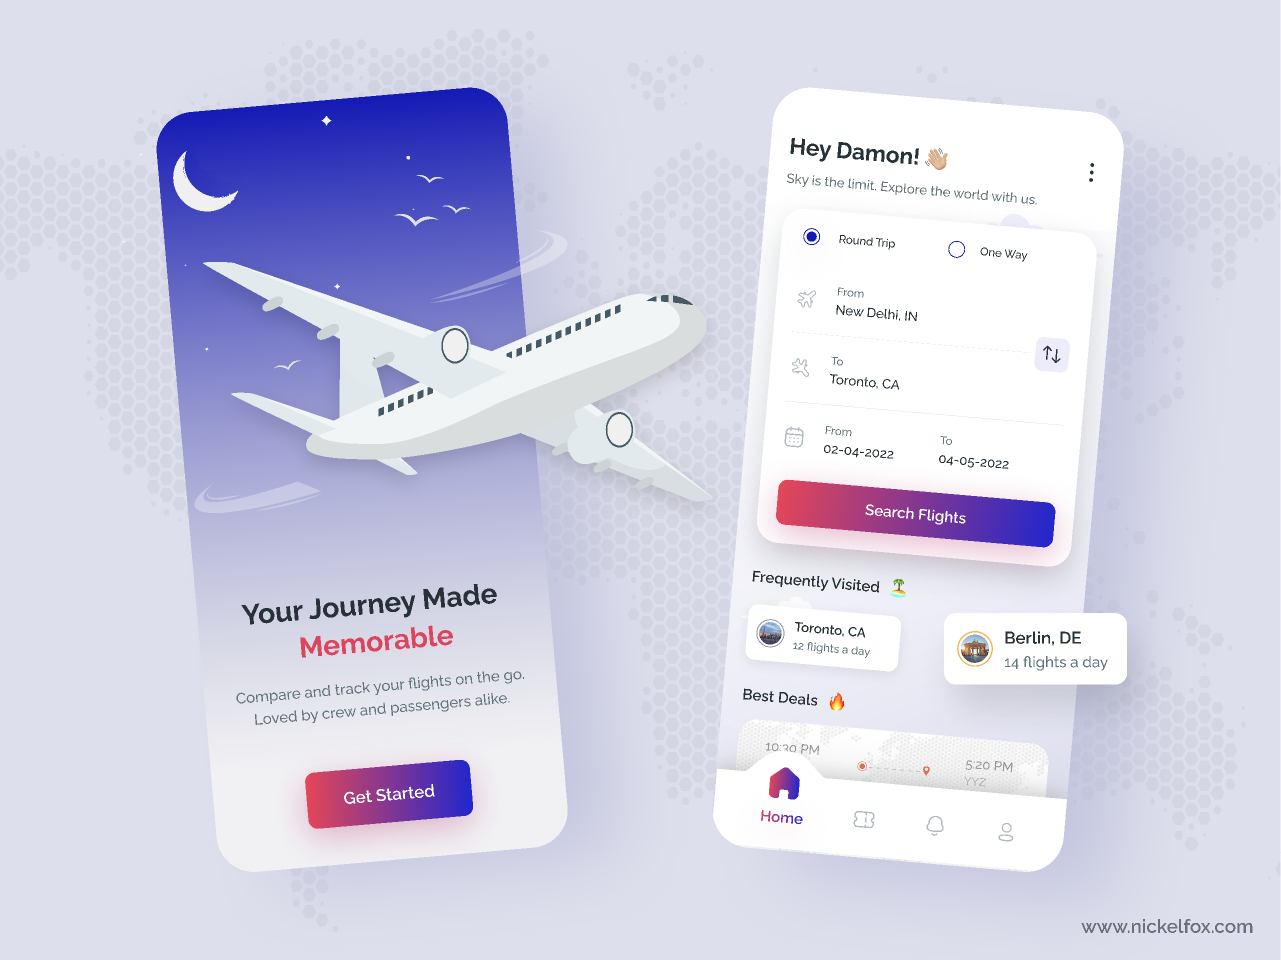 Your Journey Made
Memorable
Compare and track your flights on the go.
Loved by crew and passengers alike.
Get Started
Hey Damon! 👋🏼
Sky is the limit. Explore the world with us.
Round Trip
One Way
From
New Delhi, IN
To
Toronto, CA
From
02-04-2022
To
04-05-2022
Search Flights
Frequently Visited 🏝️
Toronto, CA
12 flights a day
Berlin, DE
14 flights a day
Best Deals 🔥
10:30 PM
5:20 PM
YYZ
Home
www.nickelfox.com